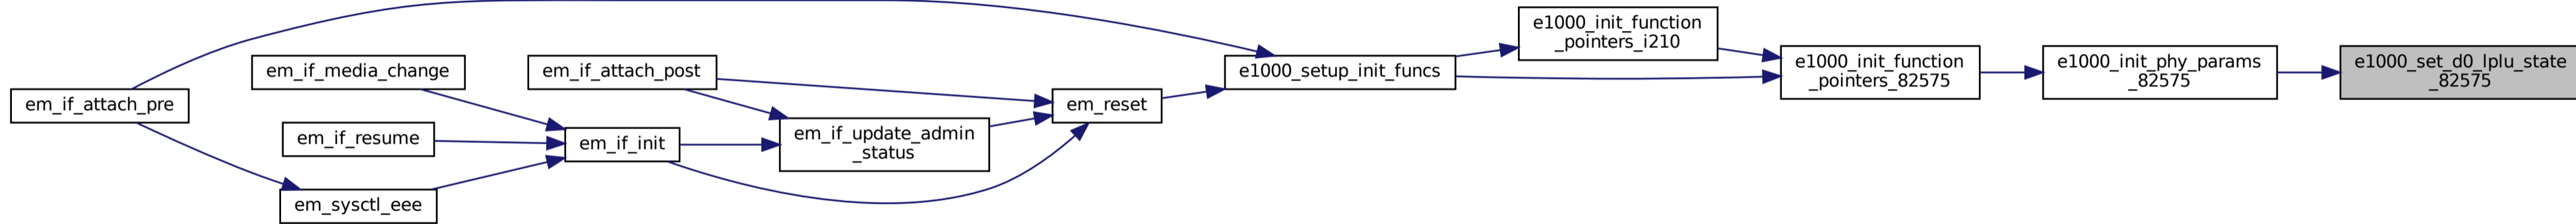 em_if_attach_pre
em_if_media_change
em_if_resume
em_sysctl_eee
em_if_attach_post
em_if_init
em_if_update_admin
_status
em_reset
e1000_setup_init_funcs
e1000_init_function
_pointers_i210
e1000_init_function
_pointers_82575
e1000_init_phy_params
_82575
e1000_set_d0_lplu_state
_82575